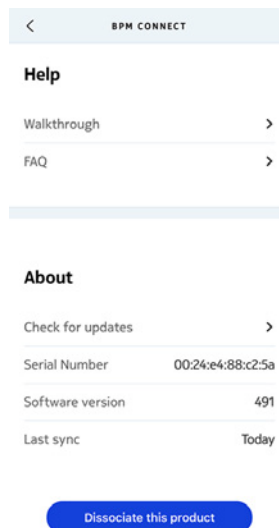 BPM CONNECT
Help
Walkthrough
FAQ
About
Check for updates
Serial Number 00:24:e4:88:c2:5a
Software version 491
Last sync Today
Dissociate this product